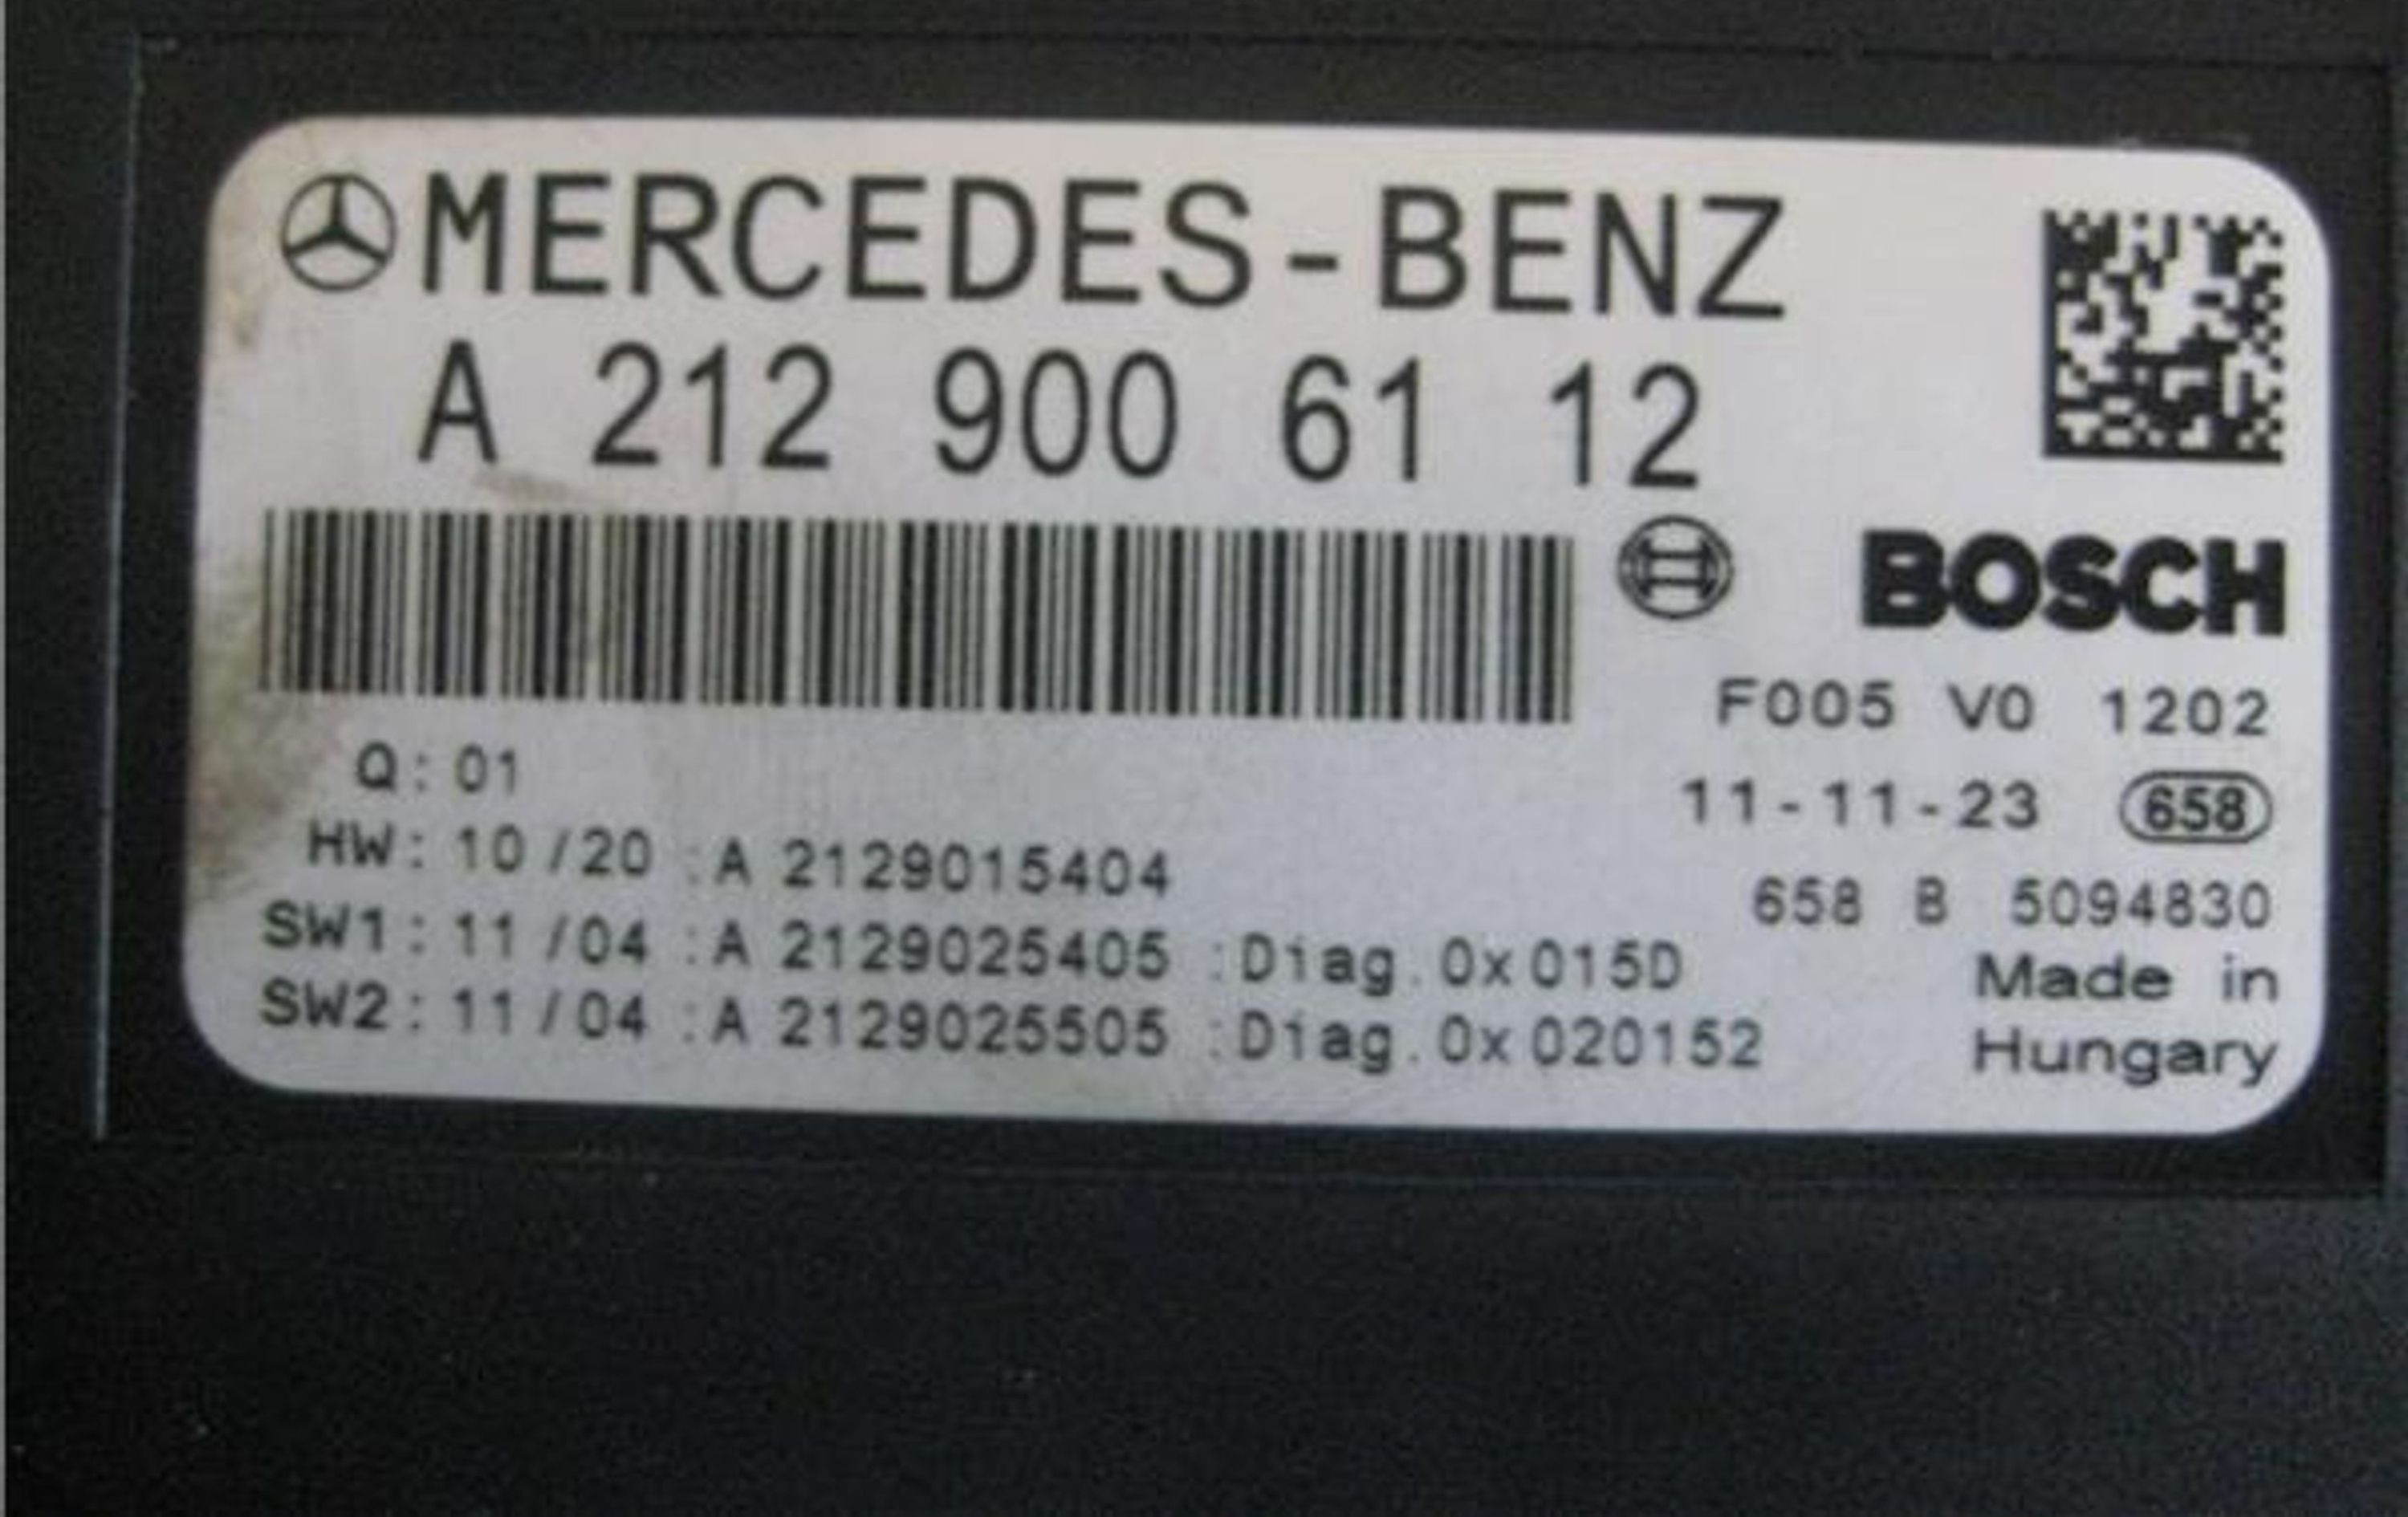 MERCEDES-BENZ
A 212 900 61 12
BOSCH
F005 V0 1202
Q: 01
11-11-23 658
HW: 10/20 :A 2129015404
658 B 5094830
SW1: 11/04 :A 2129025405 :Diag.0x015D
Made in
SW2: 11/04 :A 2129025505 :Diag.0x020152
Hungary